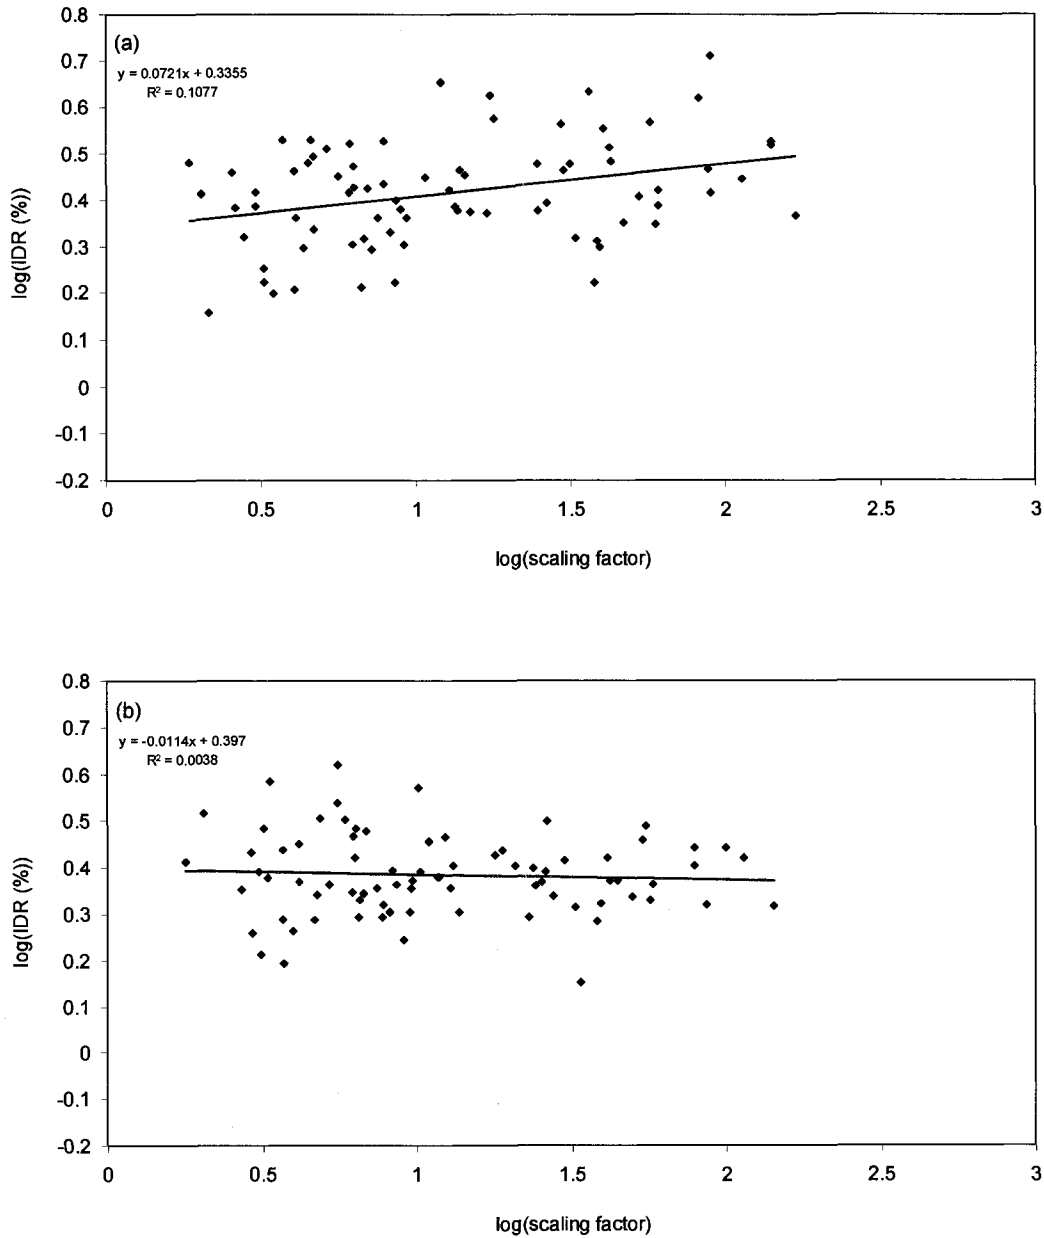 (a)
y = 0.0721x + 0.3355
R² = 0.1077
0.8
0.7
0.6
0.5
0.4
0.3
0.2
0.1
0
-0.1
-0.2
log(IDR (%))
0 0.5 1 1.5 2 2.5 3
log(scaling factor)
(b)
y = -0.0114x + 0.397
R² = 0.0038
0.8
0.7
0.6
0.5
0.4
0.3
0.2
0.1
0
-0.1
-0.2
log(IDR (%))
0 0.5 1 1.5 2 2.5 3
log(scaling factor)